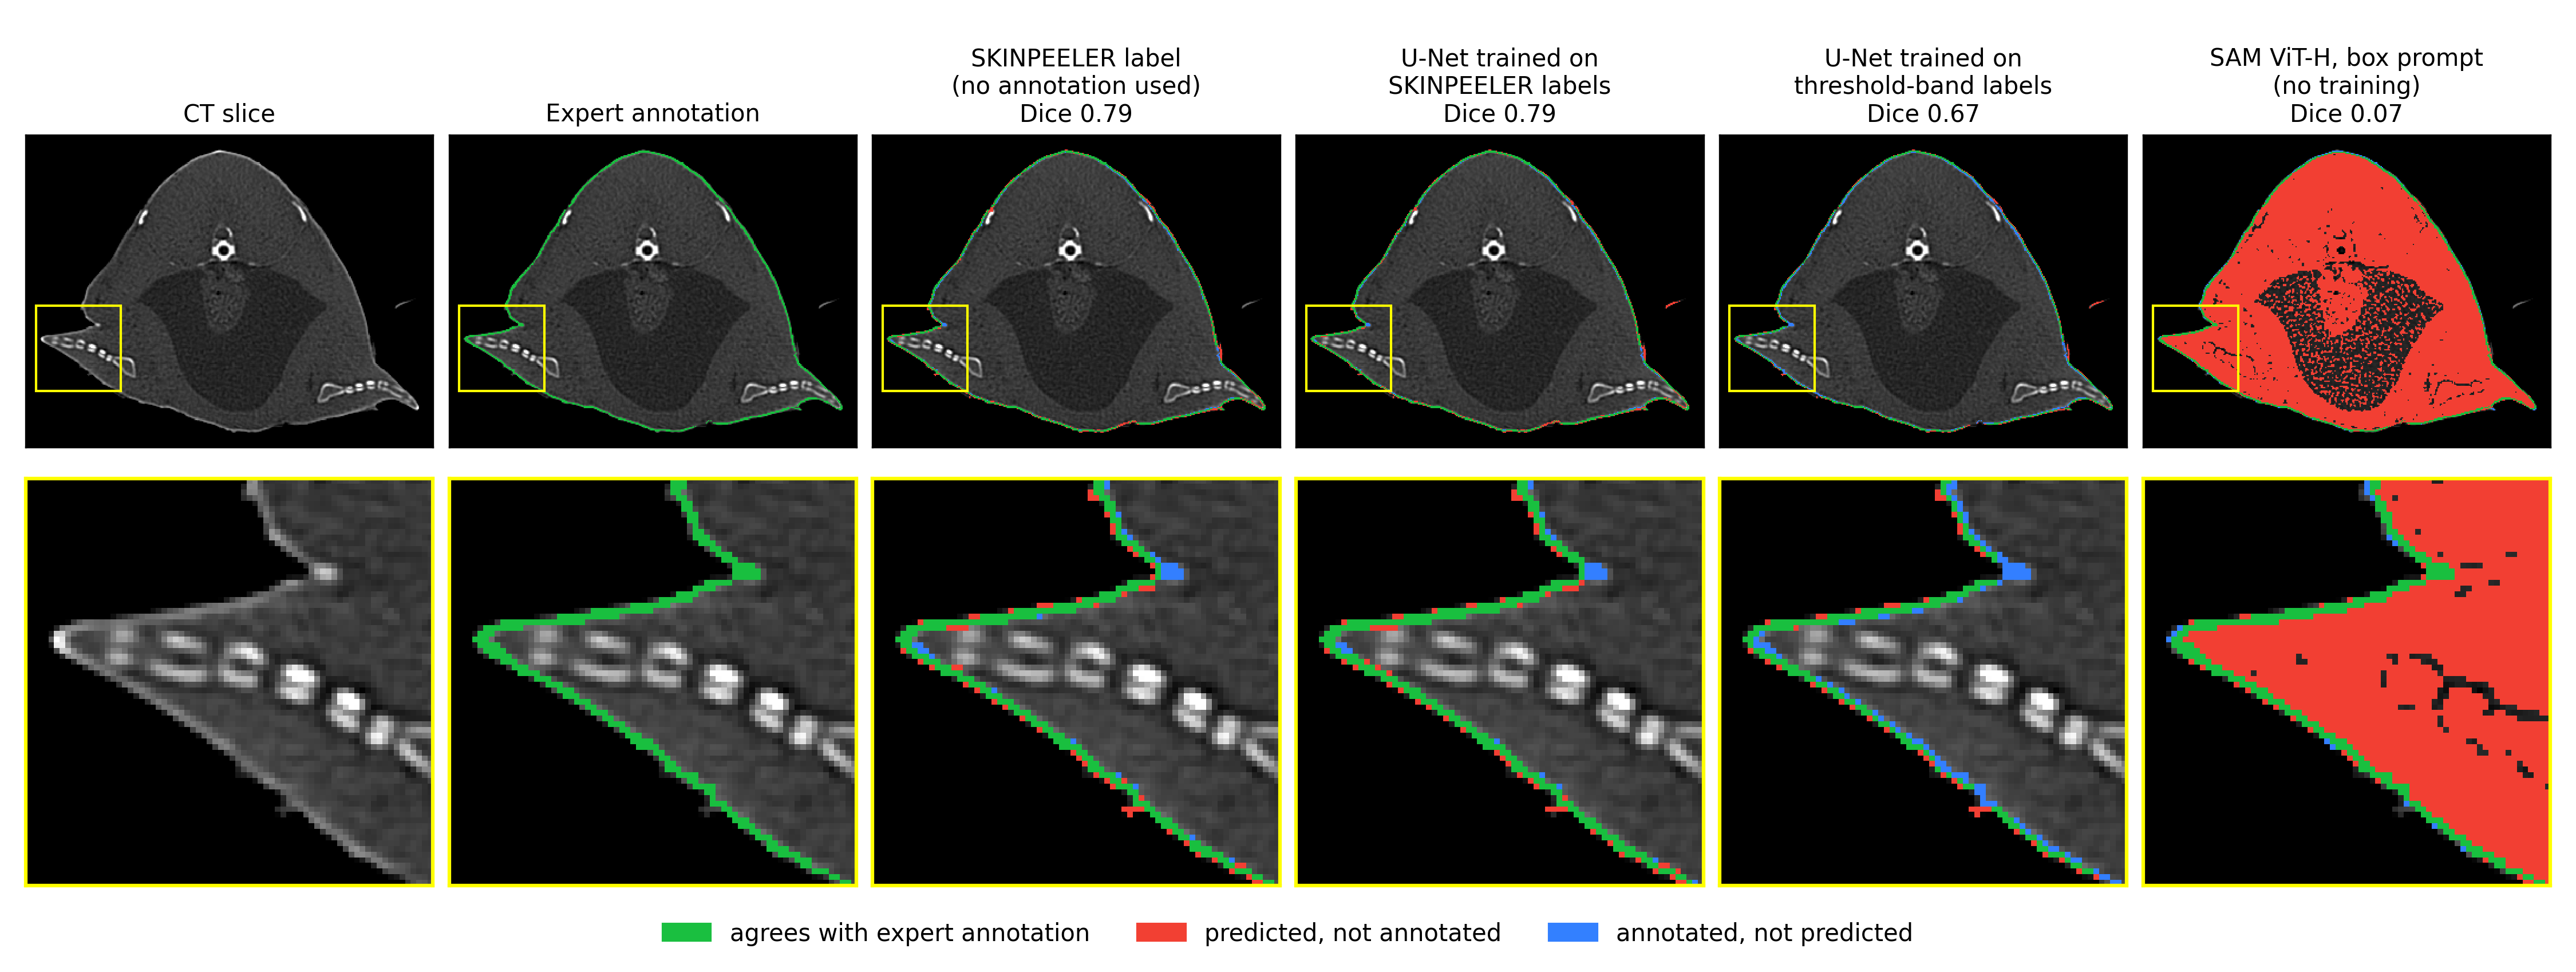 CT slice
Expert annotation
SKINPEELER label
(no annotation used)
Dice 0.79
U-Net trained on
SKINPEELER labels
Dice 0.79
U-Net trained on
threshold-band labels
Dice 0.67
SAM ViT-H, box prompt
(no training)
Dice 0.07
agrees with expert annotation
predicted, not annotated
annotated, not predicted